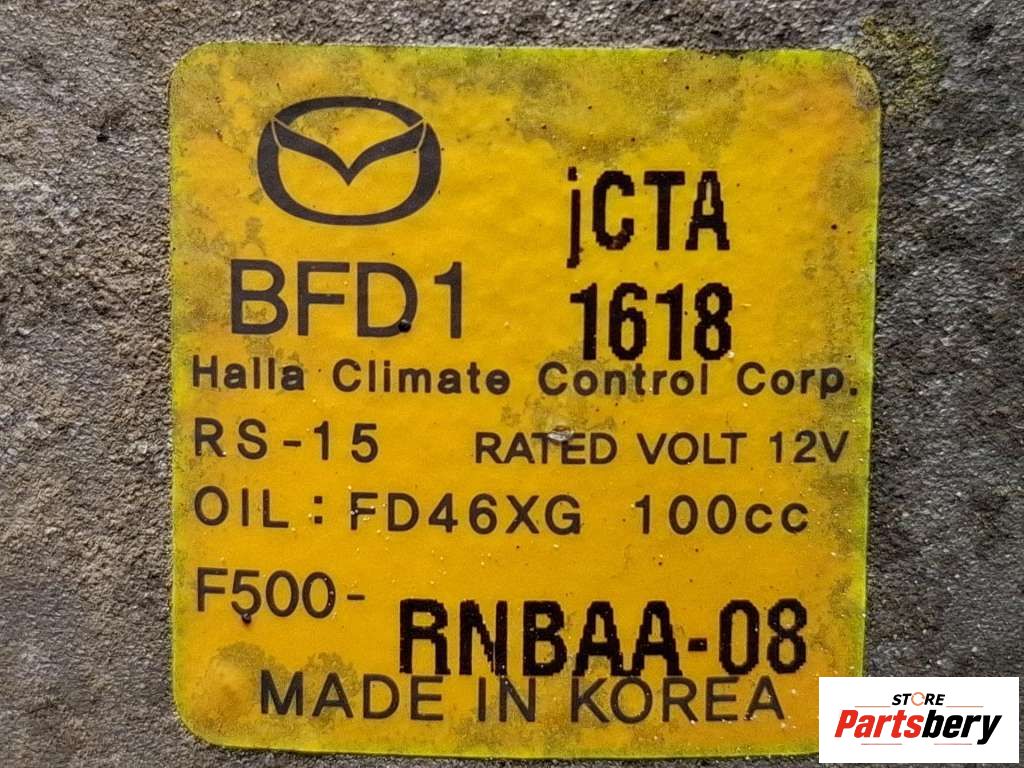 jCTA
BFD1 1618
Halla Climate Control Corp.
RS-15 RATED VOLT 12V
OIL: FD46XG 100cc
F500-RNBAA-08
MADE IN KOREA
STORE
Partsbery